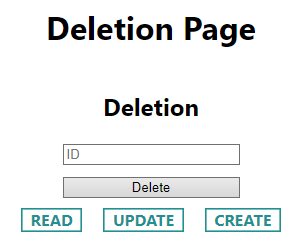 Deletion Page
Deletion
ID
Delete
READ UPDATE CREATE